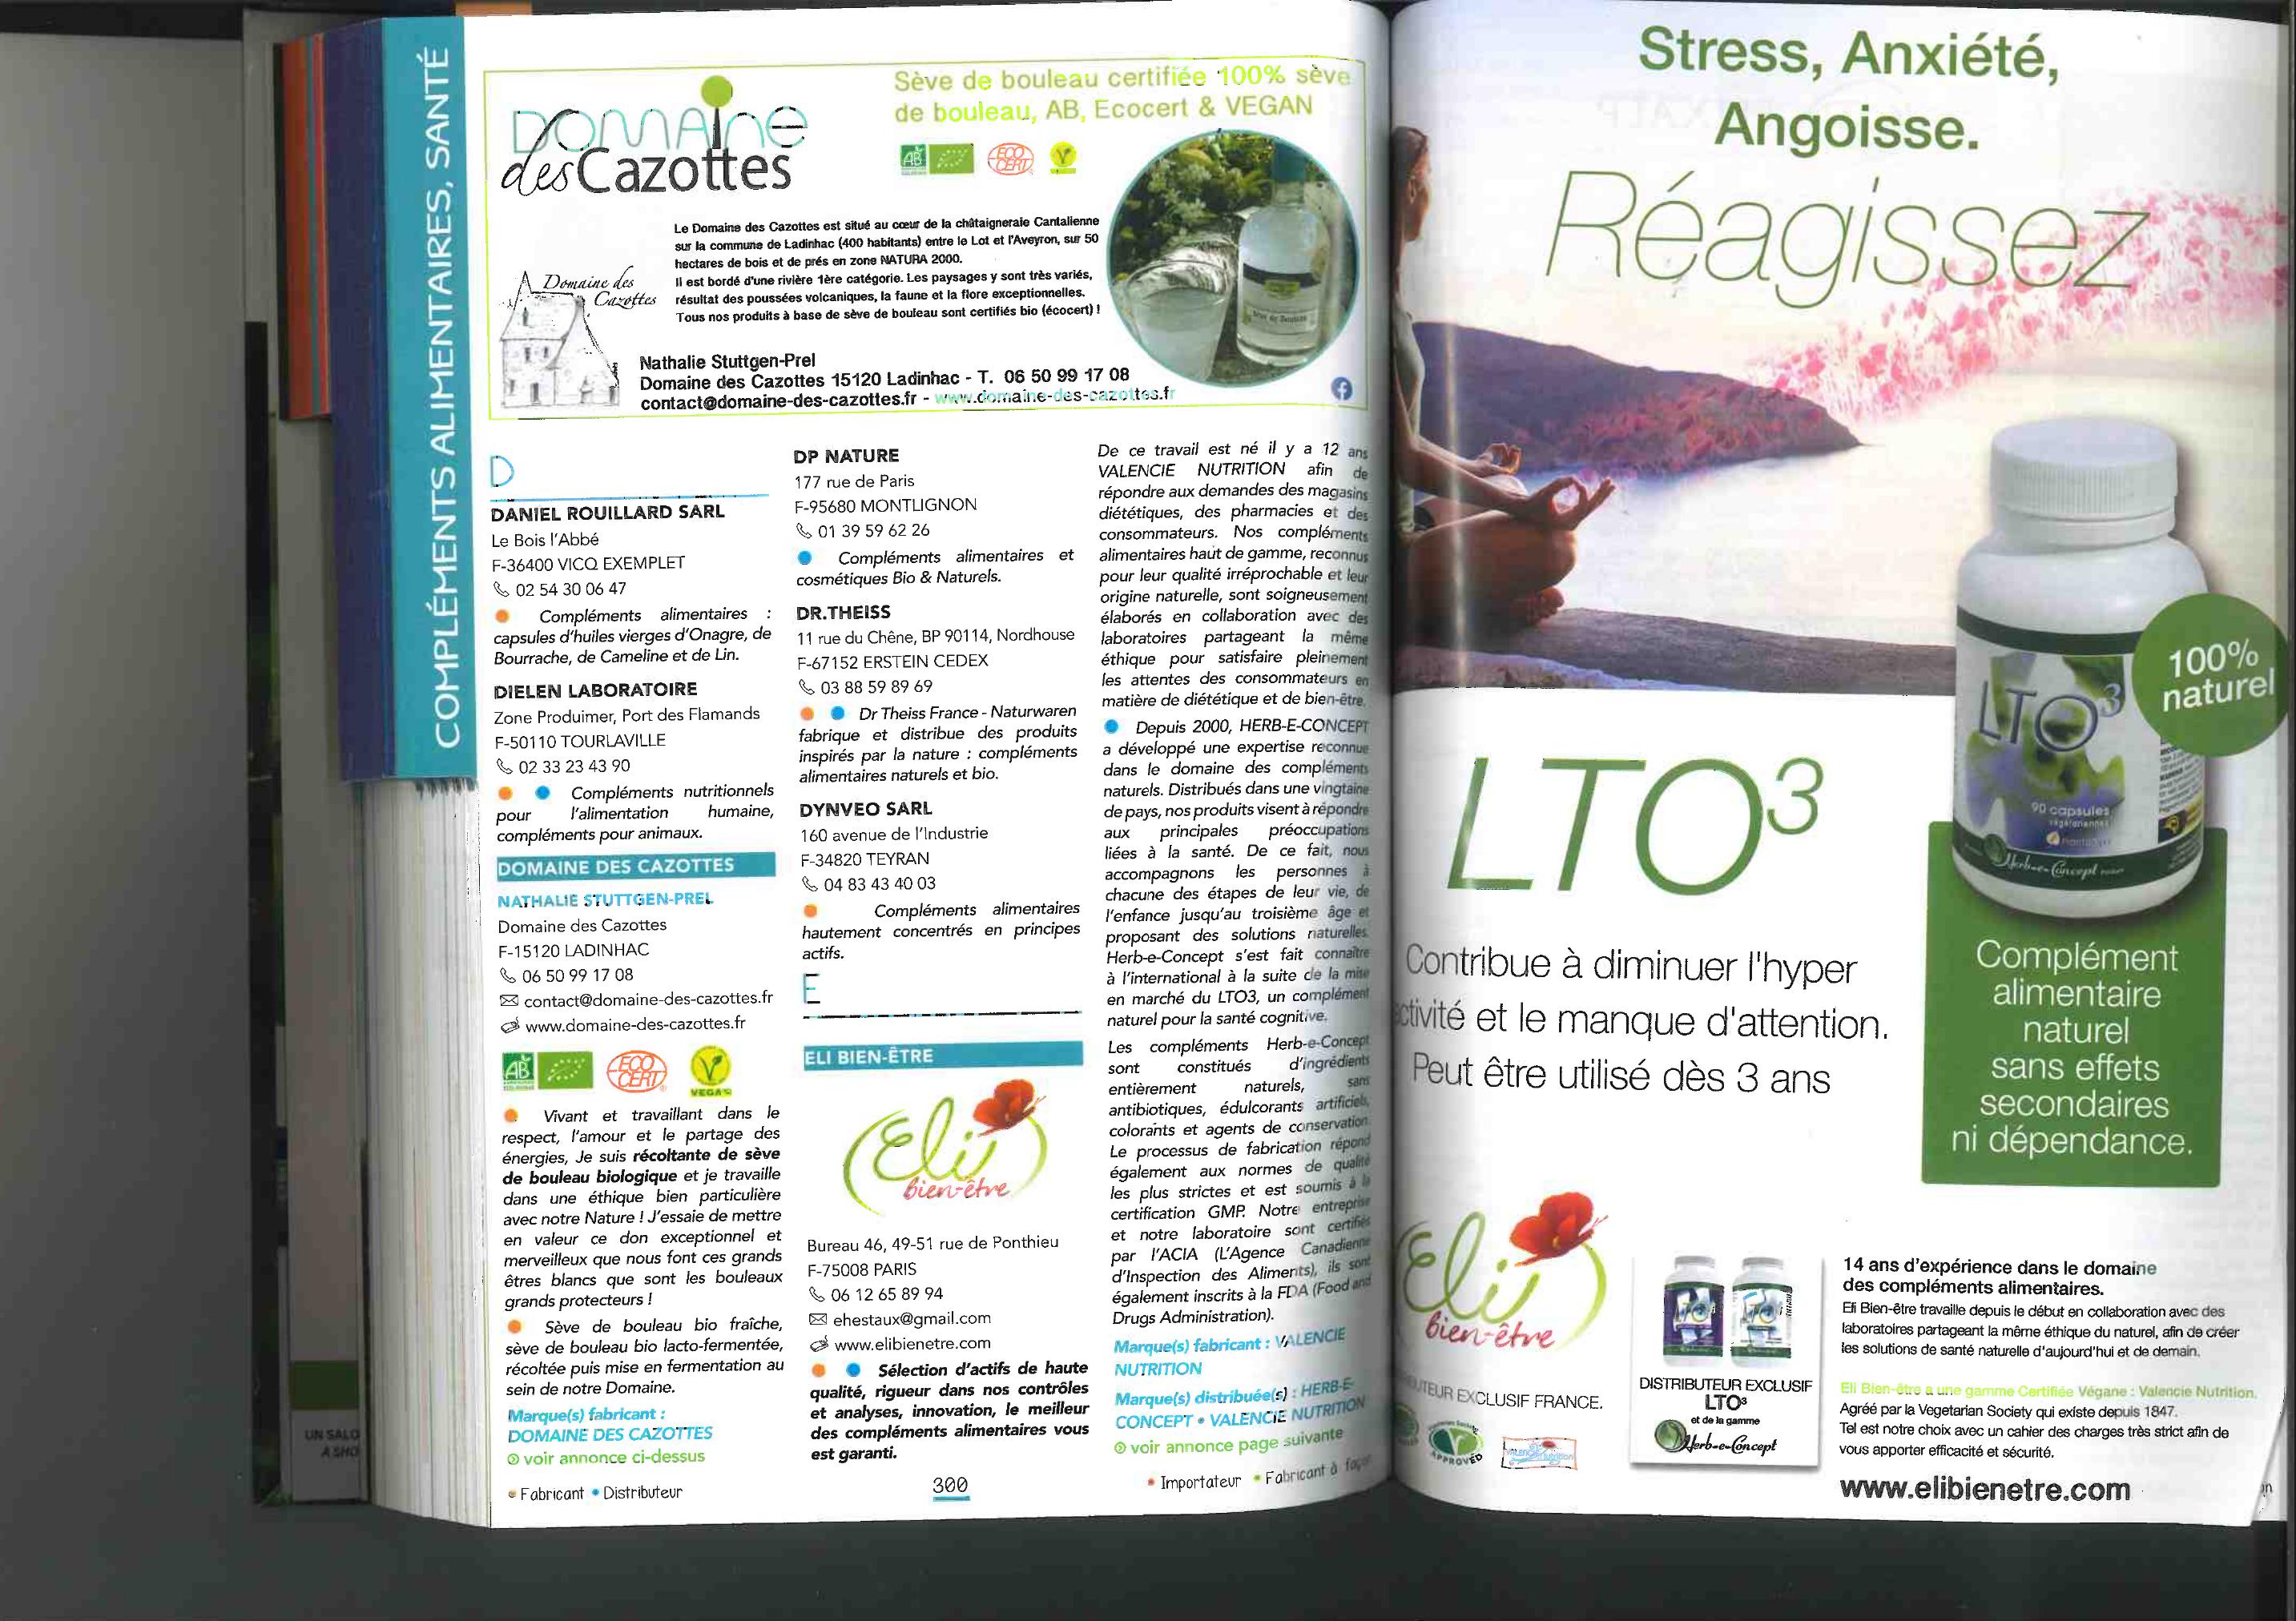 COMPLÉMENTS ALIMENTAIRES, SANTÉ
DOMAINE
des Cazottes
Sève de bouleau certifiée 100% sève
de bouleau, AB, Ecocert & VEGAN
AB
ECO
CERT
V
Domaine des
Cazottes
Le Domaine des Cazottes est situé au cœur de la châtaigneraie Cantalienne
sur la commune de Ladinhac (400 habitants) entre le Lot et l'Aveyron, sur 50
hectares de bois et de prés en zone NATURA 2000.
Il est bordé d'une rivière 1ère catégorie. Les paysages y sont très variés,
résultat des poussées volcaniques, la faune et la flore exceptionnelles.
Tous nos produits à base de sève de bouleau sont certifiés bio (écocert) !
Nathalie Stuttgen-Prel
Domaine des Cazottes 15120 Ladinhac - T. 06 50 99 17 08
contact@domaine-des-cazottes.fr - www.domaine-des-cazottes.fr
D
DANIEL ROUILLARD SARL
Le Bois l'Abbé
F-36400 VICQ EXEMPLET
02 54 30 06 47
Compléments alimentaires :
capsules d'huiles vierges d'Onagre, de
Bourrache, de Cameline et de Lin.
DIELEN LABORATOIRE
Zone Produimer, Port des Flamands
F-50110 TOURLAVILLE
02 33 23 43 90
Compléments nutritionnels
pour l'alimentation humaine,
compléments pour animaux.
DOMAINE DES CAZOTTES
NATHALIE STUTTGEN-PREL
Domaine des Cazottes
F-15120 LADINHAC
06 50 99 17 08
contact@domaine-des-cazottes.fr
www.domaine-des-cazottes.fr
AB
ECO
CERT
VEGAN
Vivant et travaillant dans le
respect, l'amour et le partage des
énergies, Je suis récoltante de sève
de bouleau biologique et je travaille
dans une éthique bien particulière
avec notre Nature ! J'essaie de mettre
en valeur ce don exceptionnel et
merveilleux que nous font ces grands
êtres blancs que sont les bouleaux
grands protecteurs !
Sève de bouleau bio fraîche,
sève de bouleau bio lacto-fermentée,
récoltée puis mise en fermentation au
sein de notre Domaine.
Marque(s) fabricant :
DOMAINE DES CAZOTTES
voir annonce ci-dessus
• Fabricant • Distributeur
DP NATURE
177 rue de Paris
F-95680 MONTLIGNON
01 39 59 62 26
Compléments alimentaires et
cosmétiques Bio & Naturels.
DR.THEISS
11 rue du Chêne, BP 90114, Nordhouse
F-67152 ERSTEIN CEDEX
03 88 59 89 69
Dr Theiss France - Naturwaren
fabrique et distribue des produits
inspirés par la nature : compléments
alimentaires naturels et bio.
DYNVEO SARL
160 avenue de l'Industrie
F-34820 TEYRAN
04 83 43 40 03
Compléments alimentaires
hautement concentrés en principes
actifs.
E
ELI BIEN-ÊTRE
Eli
bien-être
Bureau 46, 49-51 rue de Ponthieu
F-75008 PARIS
06 12 65 89 94
ehestaux@gmail.com
www.elibienetre.com
Sélection d'actifs de haute
qualité, rigueur dans nos contrôles
et analyses, innovation, le meilleur
des compléments alimentaires vous
est garanti.
300
De ce travail est né il y a 12 ans
VALENCIE NUTRITION afin de
répondre aux demandes des magasins
diététiques, des pharmacies et des
consommateurs. Nos compléments
alimentaires haut de gamme, reconnus
pour leur qualité irréprochable et leur
origine naturelle, sont soigneusement
élaborés en collaboration avec des
laboratoires partageant la même
éthique pour satisfaire pleinement
les attentes des consommateurs en
matière de diététique et de bien-être.
Depuis 2000, HERB-E-CONCEPT
a développé une expertise reconnue
dans le domaine des compléments
naturels. Distribués dans une vingtaine
de pays, nos produits visent à répondre
aux principales préoccupations
liées à la santé. De ce fait, nous
accompagnons les personnes à
chacune des étapes de leur vie, de
l'enfance jusqu'au troisième âge et
proposant des solutions naturelles.
Herb-e-Concept s'est fait connaître
à l'international à la suite de la mise
en marché du LTO3, un complément
naturel pour la santé cognitive.
Les compléments Herb-e-Concept
sont constitués d'ingrédients
entièrement naturels, sans
antibiotiques, édulcorants artificiels,
colorants et agents de conservation.
Le processus de fabrication répond
également aux normes de qualité
les plus strictes et est soumis à la
certification GMP. Notre entreprise
et notre laboratoire sont certifiés
par l'ACIA (L'Agence Canadienne
d'Inspection des Aliments), ils sont
également inscrits à la FDA (Food and
Drugs Administration).
Marque(s) fabricant : VALENCIE
NUTRITION
Marque(s) distribuée(s) : HERB-E-
CONCEPT • VALENCIE NUTRITION
voir annonce page suivante
• Importateur • Fabricant à façon
Stress, Anxiété,
Angoisse.
Réagissez
100%
naturel
LTO3
90 capsules
végétariennes
Herb-e-Concept
LTO3
Contribue à diminuer l'hyper
activité et le manque d'attention.
Peut être utilisé dès 3 ans
Complément
alimentaire
naturel
sans effets
secondaires
ni dépendance.
Eli
bien-être
EXCLUSIF FRANCE.
APPROVED
DISTRIBUTEUR EXCLUSIF
LTO3
et de la gamme
Herb-e-Concept
14 ans d'expérience dans le domaine
des compléments alimentaires.
Eli Bien-être travaille depuis le début en collaboration avec des
laboratoires partageant la même éthique du naturel, afin de créer
les solutions de santé naturelle d'aujourd'hui et de demain.
Eli Bien-être a une gamme Certifiée Végane : Valencie Nutrition.
Agréé par la Vegetarian Society qui existe depuis 1847.
Tel est notre choix avec un cahier des charges très strict afin de
vous apporter efficacité et sécurité.
www.elibienetre.com
UN SALO